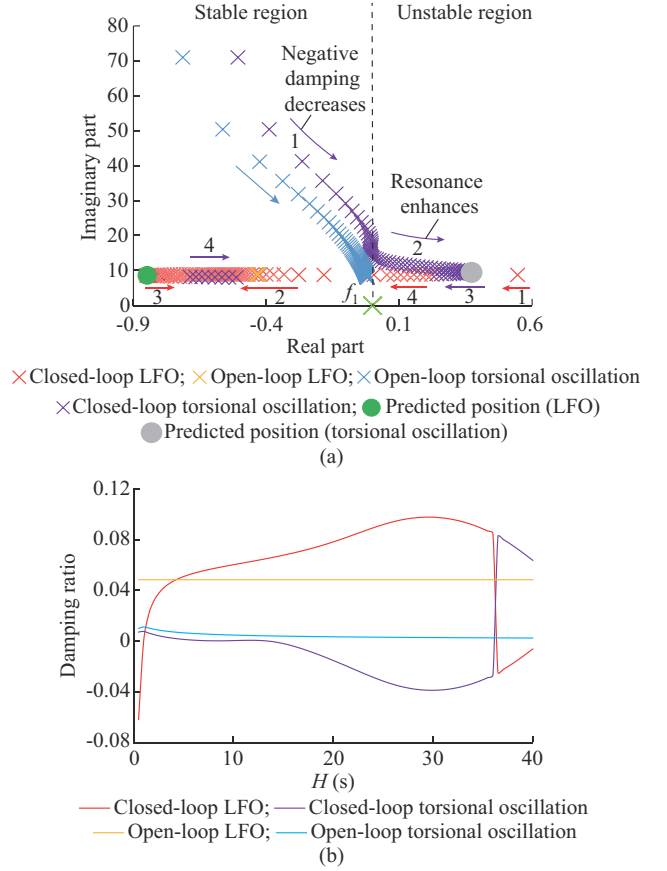 Stable region
Unstable region
80
70
60
50
40
30
20
10
0
Imaginary part
Negative
damping
decreases
1
Resonance
enhances
2
4
3
2
f1
4
3
1
-0.9
-0.4
0.1
0.6
Real part
Closed-loop LFO; Open-loop LFO; Open-loop torsional oscillation
Closed-loop torsional oscillation; Predicted position (LFO)
Predicted position (torsional oscillation)
(a)
0.12
0.08
0.04
0
-0.04
-0.08
Damping ratio
0
10
20
30
40
H (s)
Closed-loop LFO; Closed-loop torsional oscillation
Open-loop LFO; Open-loop torsional oscillation
(b)